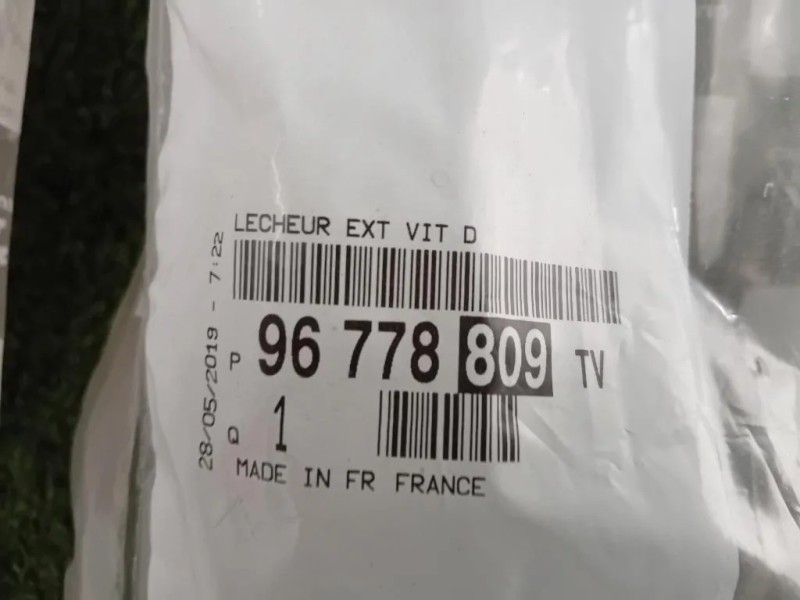 LECHEUR EXT VIT D
P 96 778 809 TV
Q 1
MADE IN FR FRANCE
28/05/2019 - 7:22